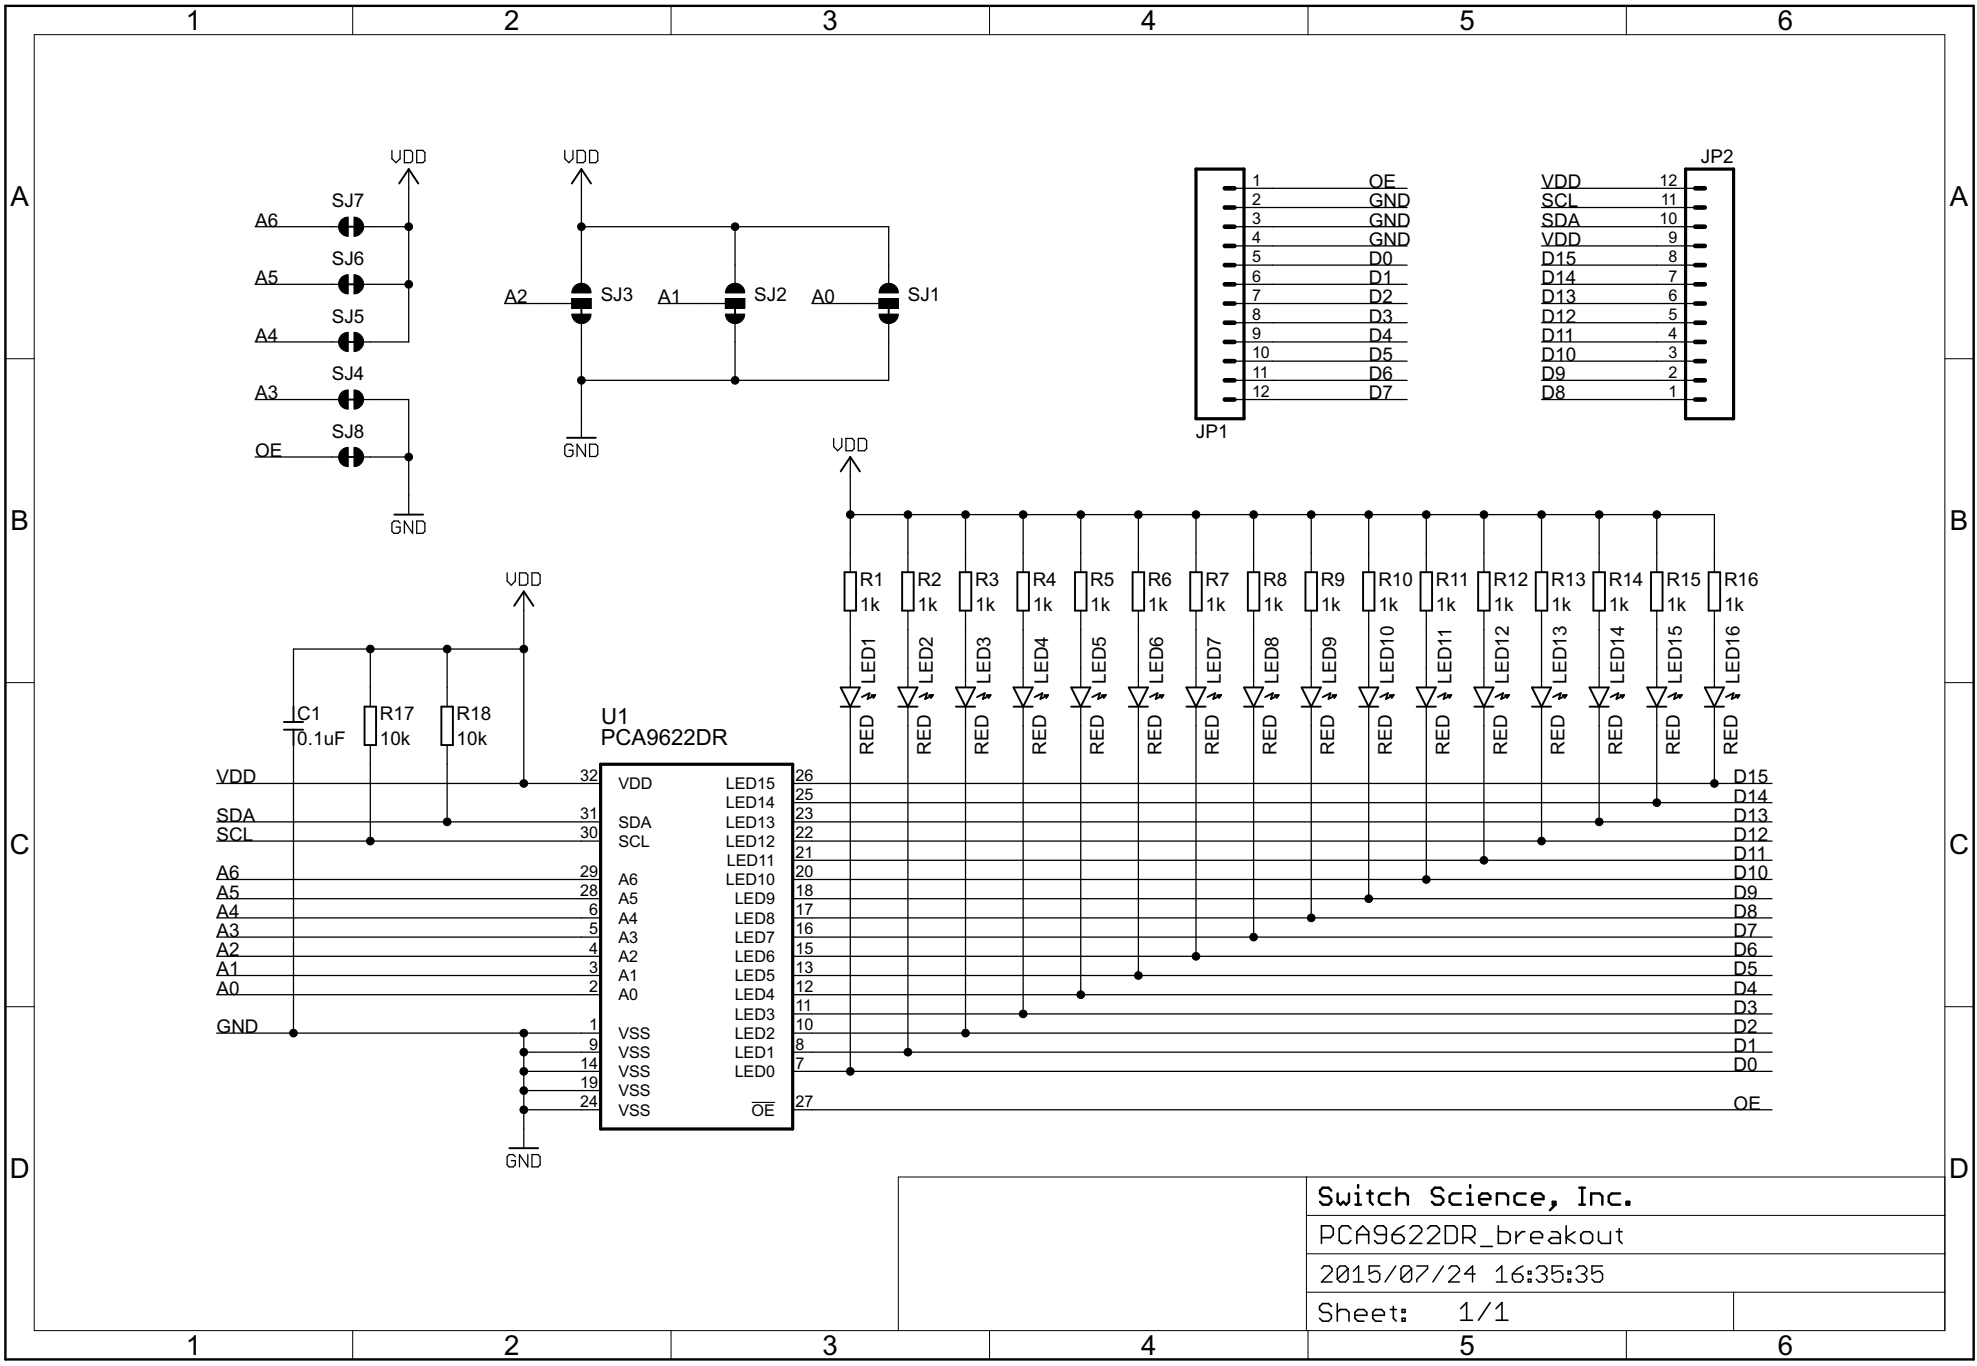 1 2 3 4 5 6
A A
B B
C C
D D
VDD
SJ7
A6
SJ6
A5
SJ5
A4
SJ4
A3
SJ8
OE
GND
VDD
A2 SJ3 A1 SJ2 A0 SJ1
GND
JP1
1 OE
2 GND
3 GND
4 GND
5 D0
6 D1
7 D2
8 D3
9 D4
10 D5
11 D6
12 D7
JP2
VDD 12
SCL 11
SDA 10
VDD 9
D15 8
D14 7
D13 6
D12 5
D11 4
D10 3
D9 2
D8 1
VDD
R1 R2 R3 R4 R5 R6 R7 R8 R9 R10 R11 R12 R13 R14 R15 R16
1k 1k 1k 1k 1k 1k 1k 1k 1k 1k 1k 1k 1k 1k 1k 1k
LED1 LED2 LED3 LED4 LED5 LED6 LED7 LED8 LED9 LED10 LED11 LED12 LED13 LED14 LED15 LED16
RED RED RED RED RED RED RED RED RED RED RED RED RED RED RED RED
VDD
C1 R17 R18
0.1uF 10k 10k
U1
PCA9622DR
VDD 32 VDD
SDA 31 SDA
SCL 30 SCL
A6 29 A6
A5 28 A5
A4 6 A4
A3 5 A3
A2 4 A2
A1 3 A1
A0 2 A0
GND 1 VSS
9 VSS
14 VSS
19 VSS
24 VSS
GND
LED15 26 D15
LED14 25 D14
LED13 23 D13
LED12 22 D12
LED11 21 D11
LED10 20 D10
LED9 18 D9
LED8 17 D8
LED7 16 D7
LED6 15 D6
LED5 13 D5
LED4 12 D4
LED3 11 D3
LED2 10 D2
LED1 8 D1
LED0 7 D0
OE 27 OE
Switch Science, Inc.
PCA9622DR_breakout
2015/07/24 16:35:35
Sheet: 1/1
1 2 3 4 5 6